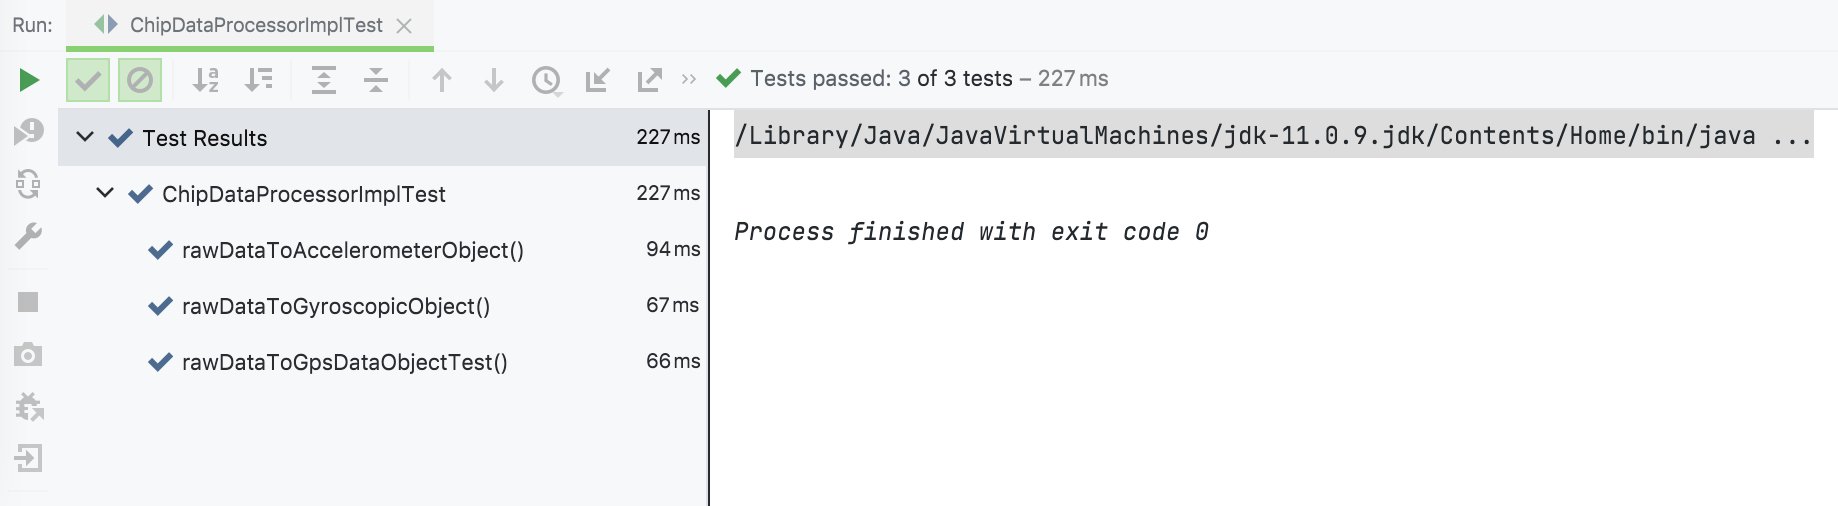 Run: ChipDataProcessorImplTest
Tests passed: 3 of 3 tests – 227 ms
Test Results 227 ms
ChipDataProcessorImplTest 227 ms
rawDataToAccelerometerObject() 94 ms
rawDataToGyroscopicObject() 67 ms
rawDataToGpsDataObjectTest() 66 ms
/Library/Java/JavaVirtualMachines/jdk-11.0.9.jdk/Contents/Home/bin/java ...
Process finished with exit code 0